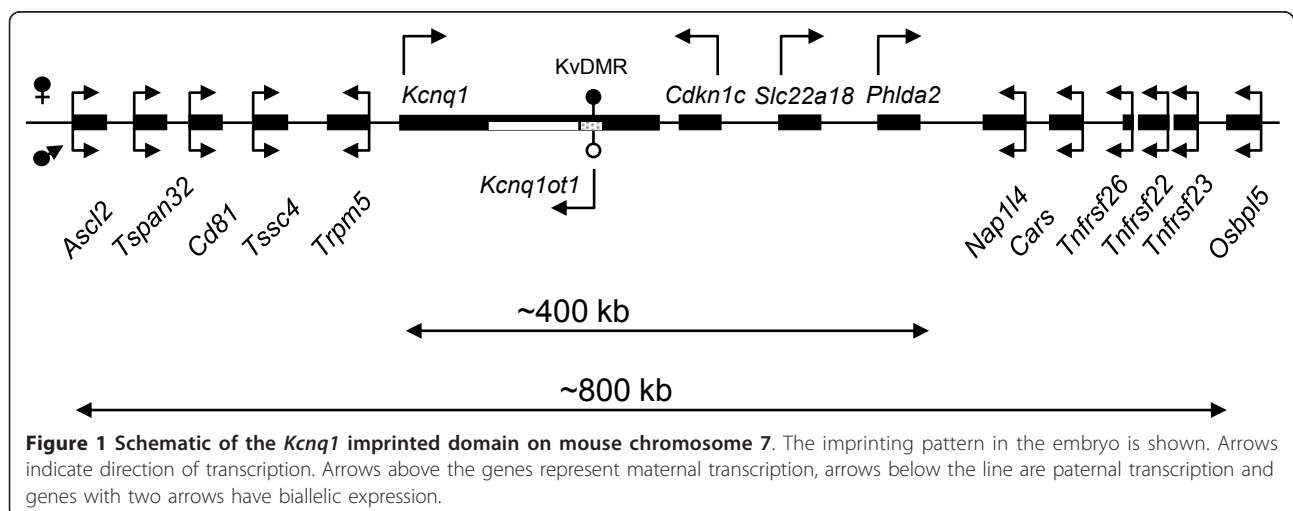 KvDMR
Kcnq1
Cdkn1c
Slc22a18
Phlda2
♀
♂
Kcnq1ot1
Ascl2
Tspan32
Cd81
Tssc4
Trpm5
Nap1l4
Cars
Tnfrsf26
Tnfrsf22
Tnfrsf23
Osbpl5
~400 kb
~800 kb
Figure 1 Schematic of the Kcnq1 imprinted domain on mouse chromosome 7. The imprinting pattern in the embryo is shown. Arrows
indicate direction of transcription. Arrows above the genes represent maternal transcription, arrows below the line are paternal transcription and
genes with two arrows have biallelic expression.